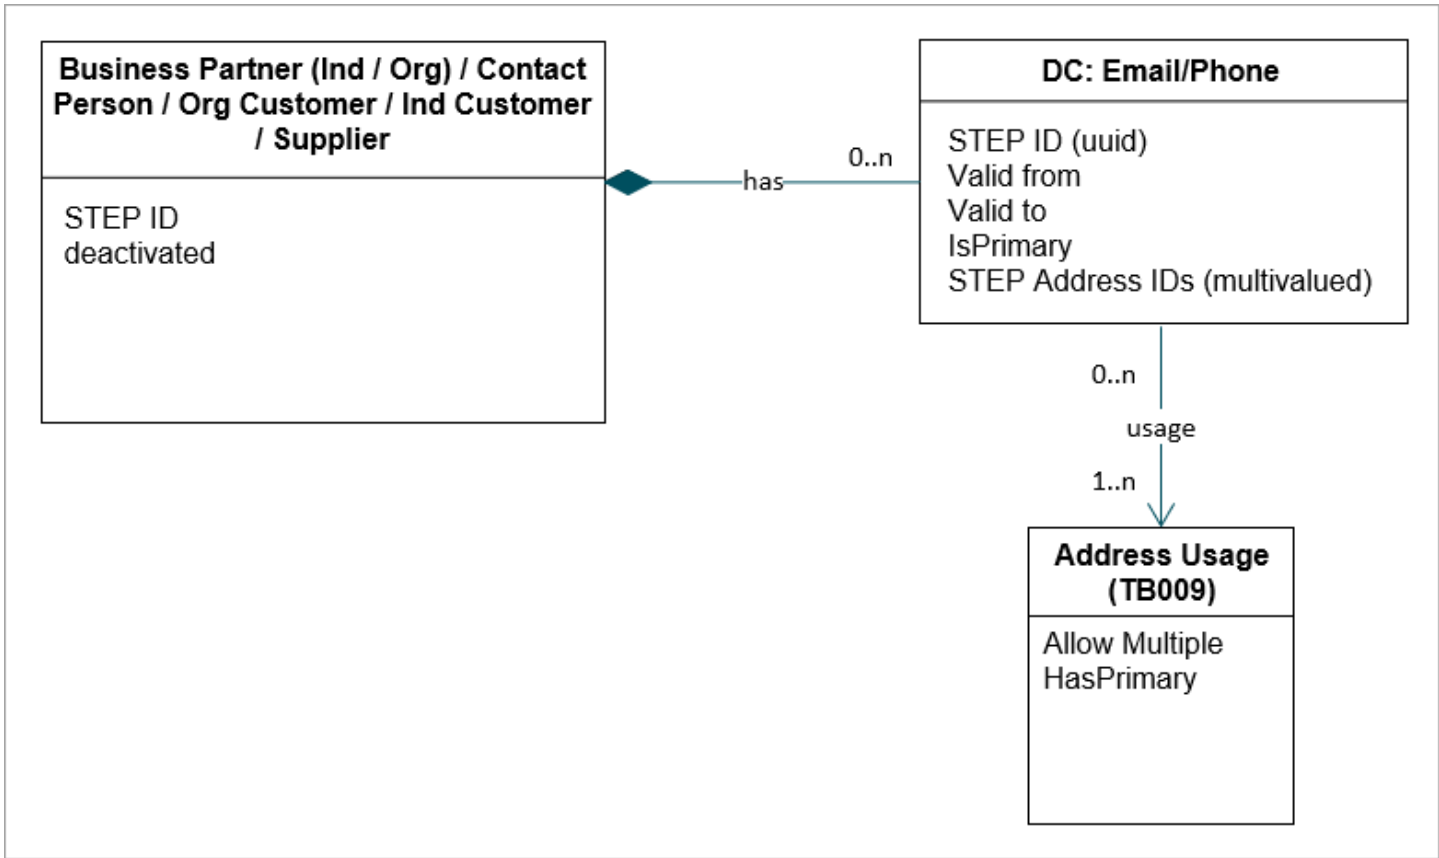 Business Partner (Ind / Org) / Contact
Person / Org Customer / Ind Customer
/ Supplier
STEP ID
deactivated
has
0..n
DC: Email/Phone
STEP ID (uuid)
Valid from
Valid to
IsPrimary
STEP Address IDs (multivalued)
0..n
usage
1..n
Address Usage
(TB009)
Allow Multiple
HasPrimary